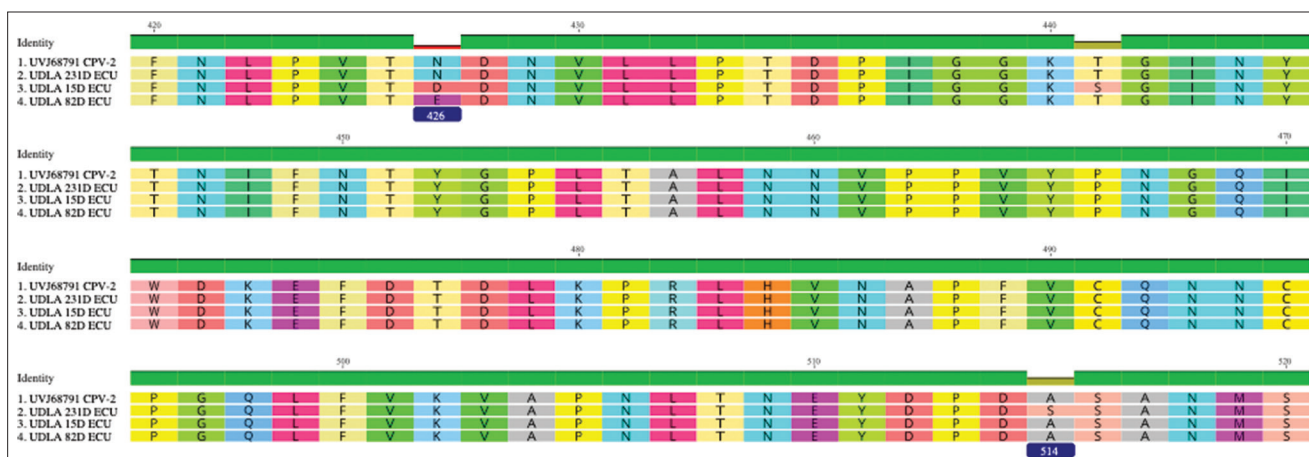 420 430 440
Identity
1. UVJ68791 CPV-2 F N L P V T N D N V L L P T D P I G G K T G I N Y
2. UDLA 231D ECU F N L P V T N D N V L L P T D P I G G K T G I N Y
3. UDLA 15D ECU F N L P V T D D N V L L P T D P I G G K S G I N Y
4. UDLA 82D ECU F N L P V T E D N V L L P T D P I G G K T G I N Y
426
450 460 470
Identity
1. UVJ68791 CPV-2 T N I F N T Y G P L T A L N N V P P V Y P N G Q I
2. UDLA 231D ECU T N I F N T Y G P L T A L N N V P P V Y P N G Q I
3. UDLA 15D ECU T N I F N T Y G P L T A L N N V P P V Y P N G Q I
4. UDLA 82D ECU T N I F N T Y G P L T A L N N V P P V Y P N G Q I
480 490
Identity
1. UVJ68791 CPV-2 W D K E F D T D L K P R L H V N A P F V C Q N N C
2. UDLA 231D ECU W D K E F D T D L K P R L H V N A P F V C Q N N C
3. UDLA 15D ECU W D K E F D T D L K P R L H V N A P F V C Q N N C
4. UDLA 82D ECU W D K E F D T D L K P R L H V N A P F V C Q N N C
500 510 520
Identity
1. UVJ68791 CPV-2 P G Q L F V K V A P N L T N E Y D P D A S A N M S
2. UDLA 231D ECU P G Q L F V K V A P N L T N E Y D P D A S A N M S
3. UDLA 15D ECU P G Q L F V K V A P N L T N E Y D P D S S A N M S
4. UDLA 82D ECU P G Q L F V K V A P N L T N E Y D P D A S A N M S
514